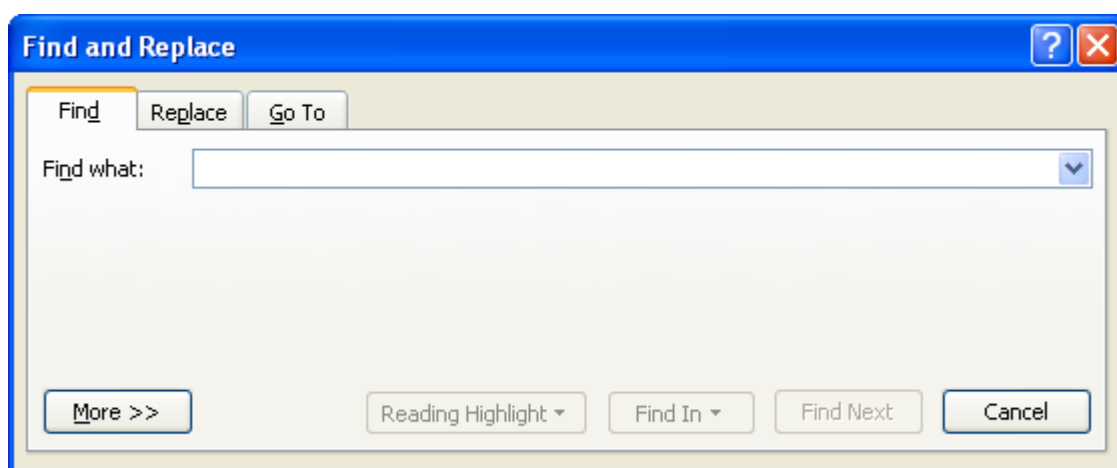 Find and Replace
Find Replace Go To
Find what:
More >> Reading Highlight Find In Find Next Cancel